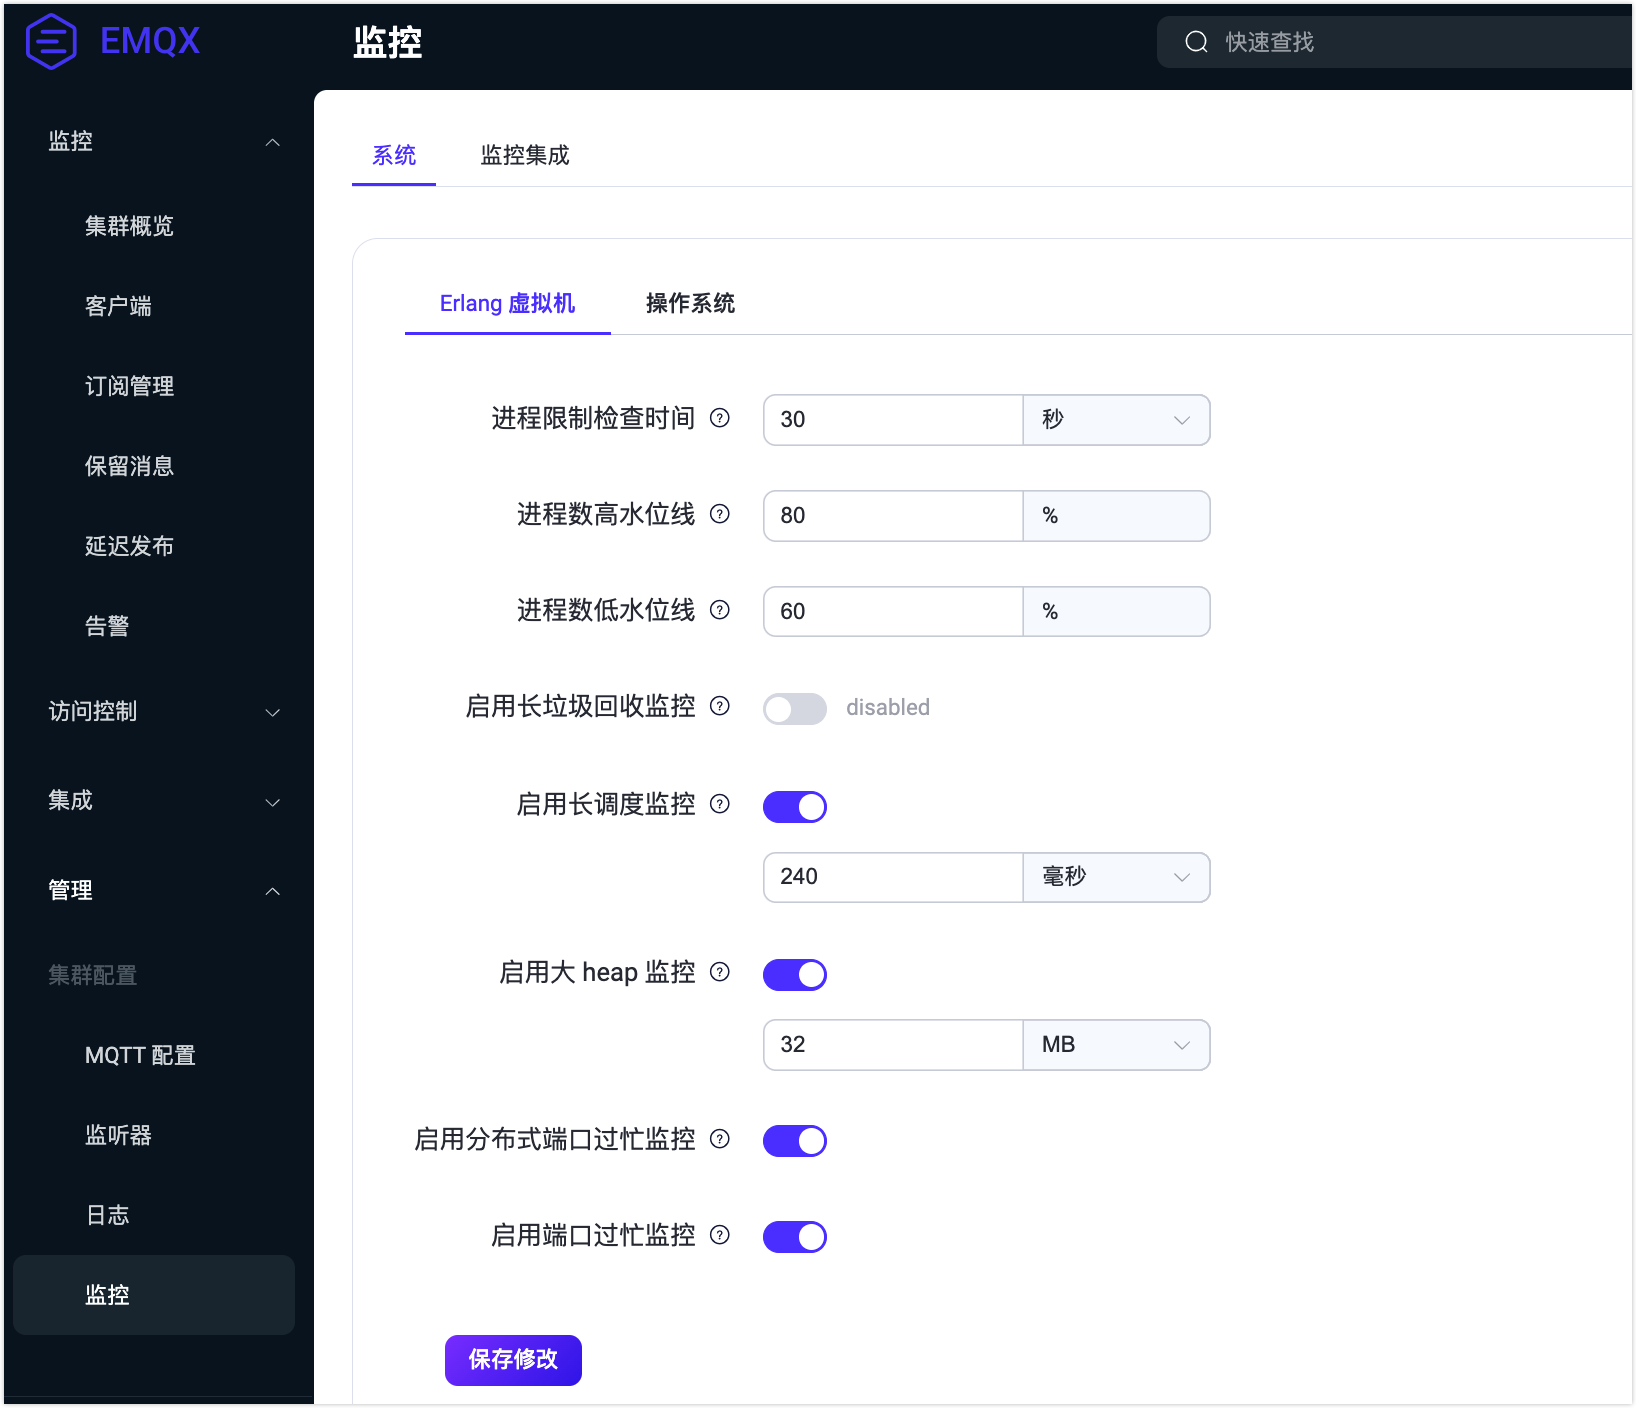 EMQX
监控
快速查找
监控
集群概览
客户端
订阅管理
保留消息
延迟发布
告警
访问控制
集成
管理
集群配置
MQTT 配置
监听器
日志
监控
系统 监控集成
Erlang 虚拟机 操作系统
进程限制检查时间 ? 30 秒
进程数高水位线 ? 80 %
进程数低水位线 ? 60 %
启用长垃圾回收监控 ? disabled
启用长调度监控 ?
240 毫秒
启用大 heap 监控 ?
32 MB
启用分布式端口过忙监控 ?
启用端口过忙监控 ?
保存修改